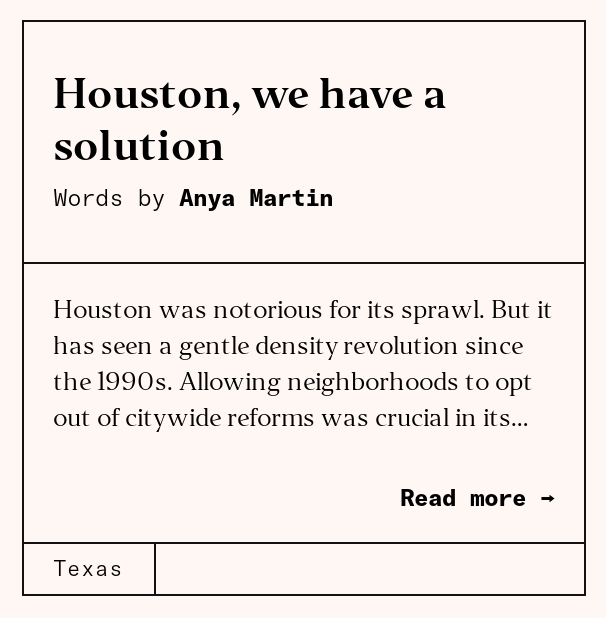 Houston, we have a
solution
Words by Anya Martin
Houston was notorious for its sprawl. But it
has seen a gentle density revolution since
the 1990s. Allowing neighborhoods to opt
out of citywide reforms was crucial in its...
Read more →
Texas